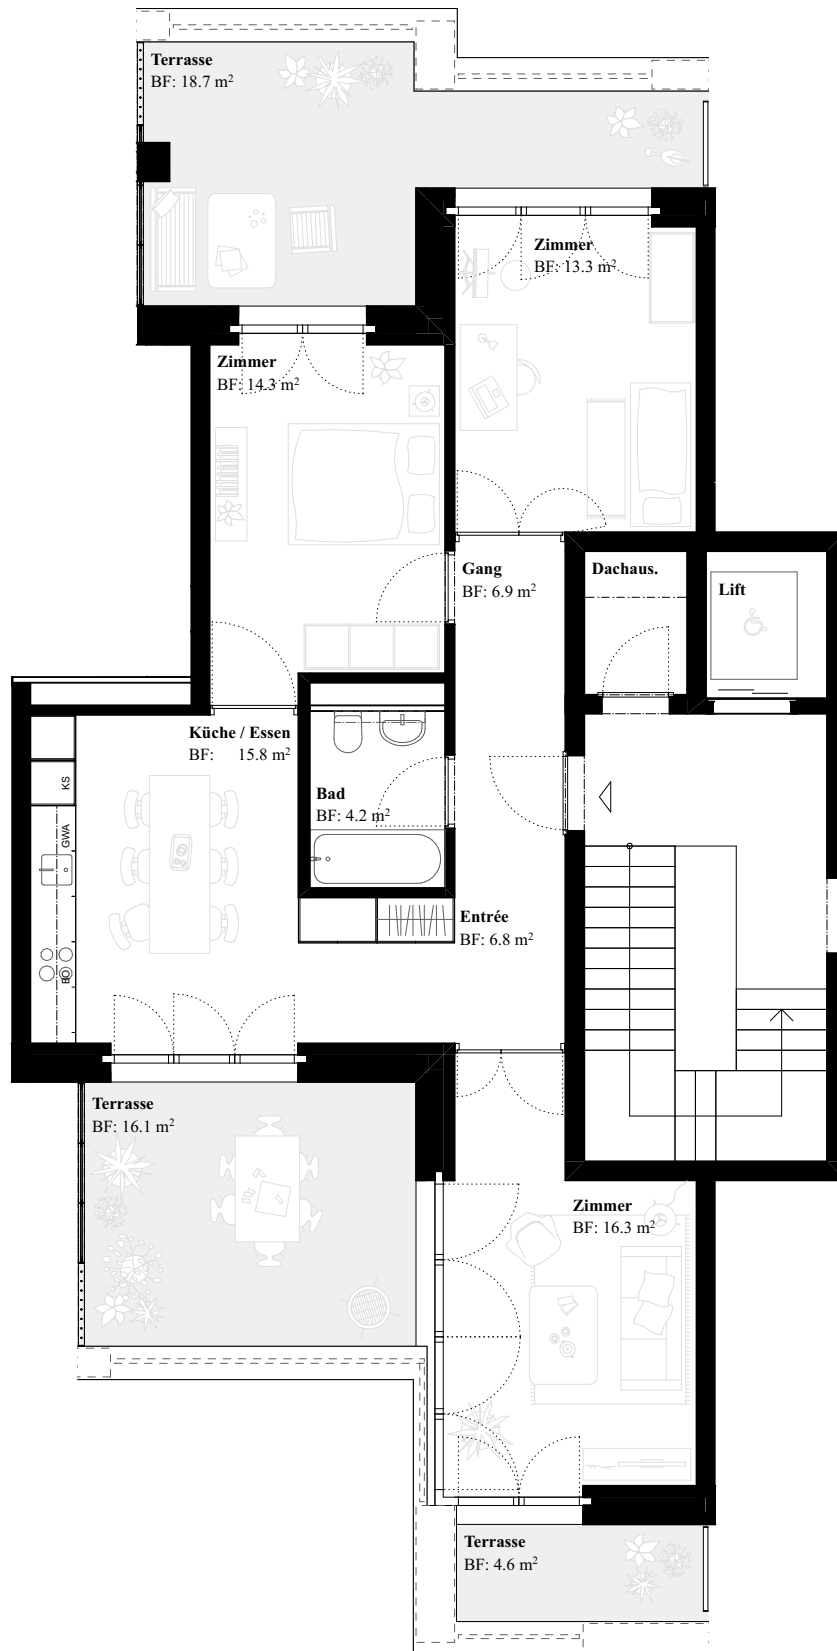 Terrasse
BF: 18.7 m²
Zimmer
BF: 13.3 m²
Zimmer
BF: 14.3 m²
Gang
BF: 6.9 m²
Dachaus.
Lift
Küche / Essen
BF: 15.8 m²
KS
GWA
BO
Bad
BF: 4.2 m²
Entrée
BF: 6.8 m²
Terrasse
BF: 16.1 m²
Zimmer
BF: 16.3 m²
Terrasse
BF: 4.6 m²